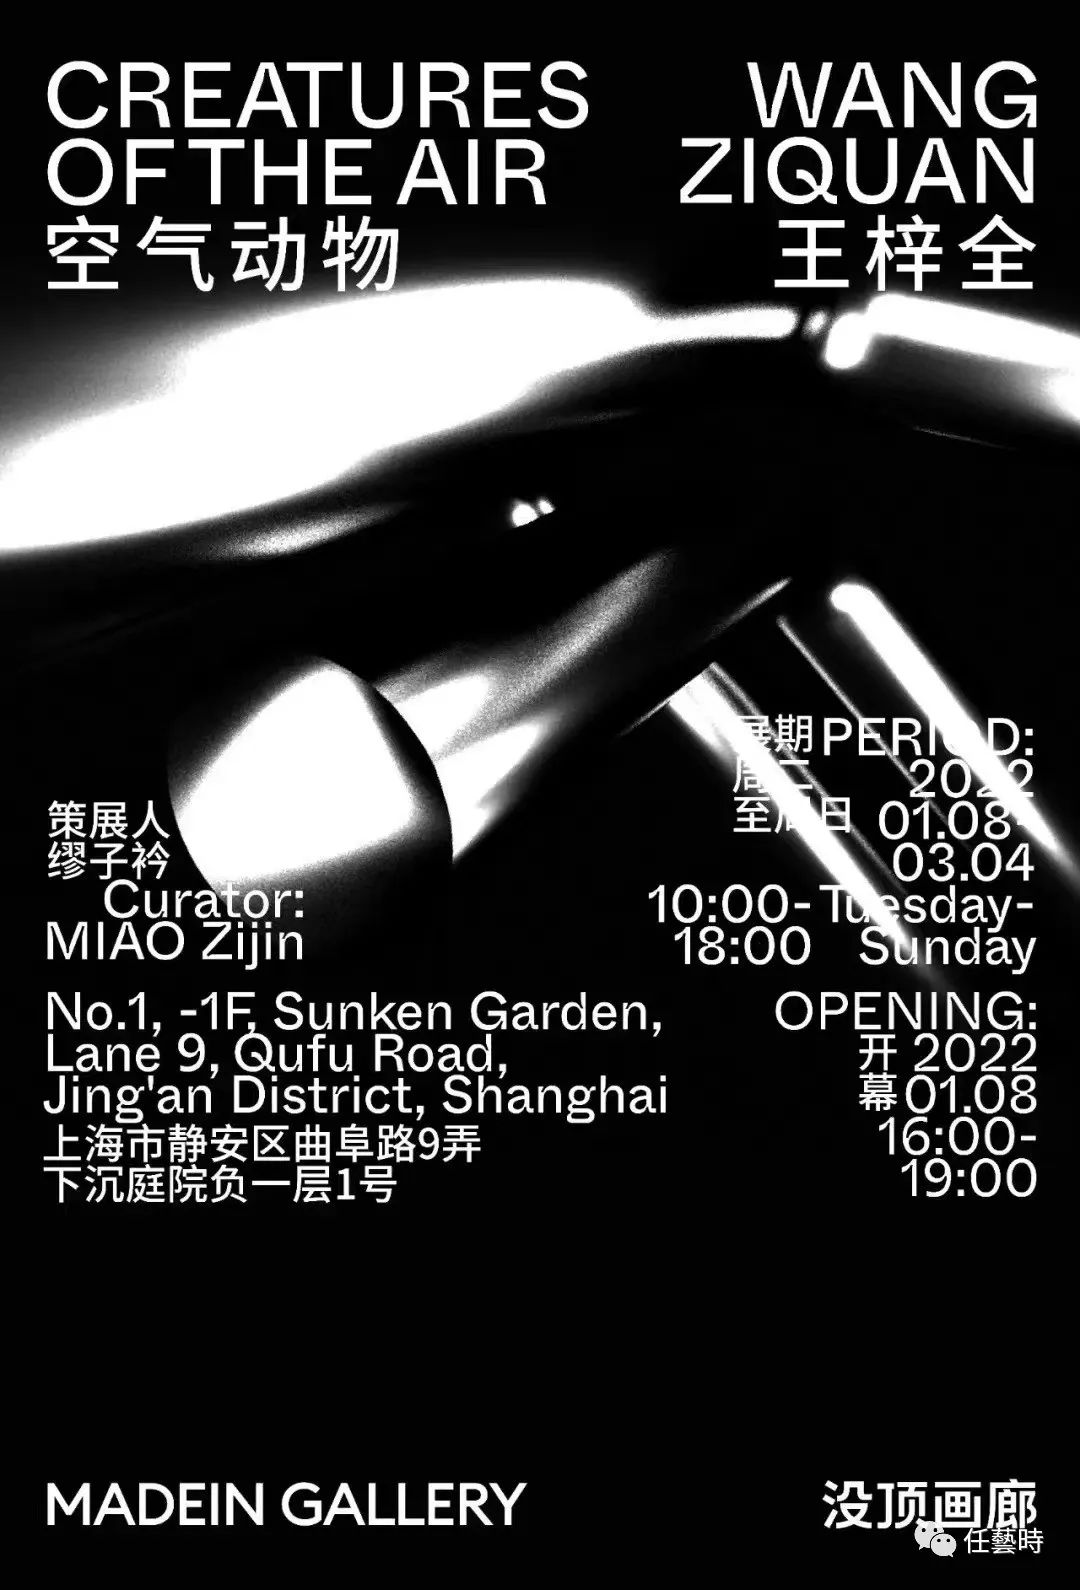 CREATURES
OF THE AIR
空气动物
WANG
ZIQUAN
王梓全
展期 PERIOD:
周二 2022
至周日 01.08-
03.04
10:00- Tuesday-
18:00 Sunday
策展人
缪子衿
Curator:
MIAO Zijin
No.1, -1F, Sunken Garden,
Lane 9, Qufu Road,
Jing'an District, Shanghai
上海市静安区曲阜路9弄
下沉庭院负一层1号
OPENING:
开 2022
幕 01.08
16:00-
19:00
MADEIN GALLERY
没顶画廊
任藝時